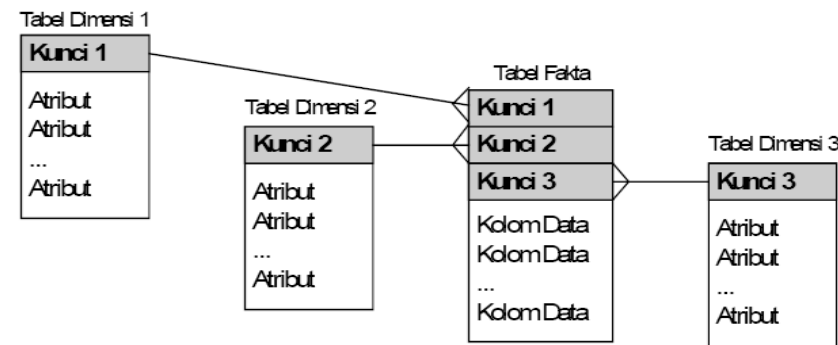 Tabel Dimensi 1
Kunci 1
Atribut
Atribut
...
Atribut
Tabel Dimensi 2
Kunci 2
Atribut
Atribut
...
Atribut
Tabel Fakta
Kunci 1
Kunci 2
Kunci 3
Kolom Data
Kolom Data
...
Kolom Data
Tabel Dimensi 3
Kunci 3
Atribut
Atribut
...
Atribut